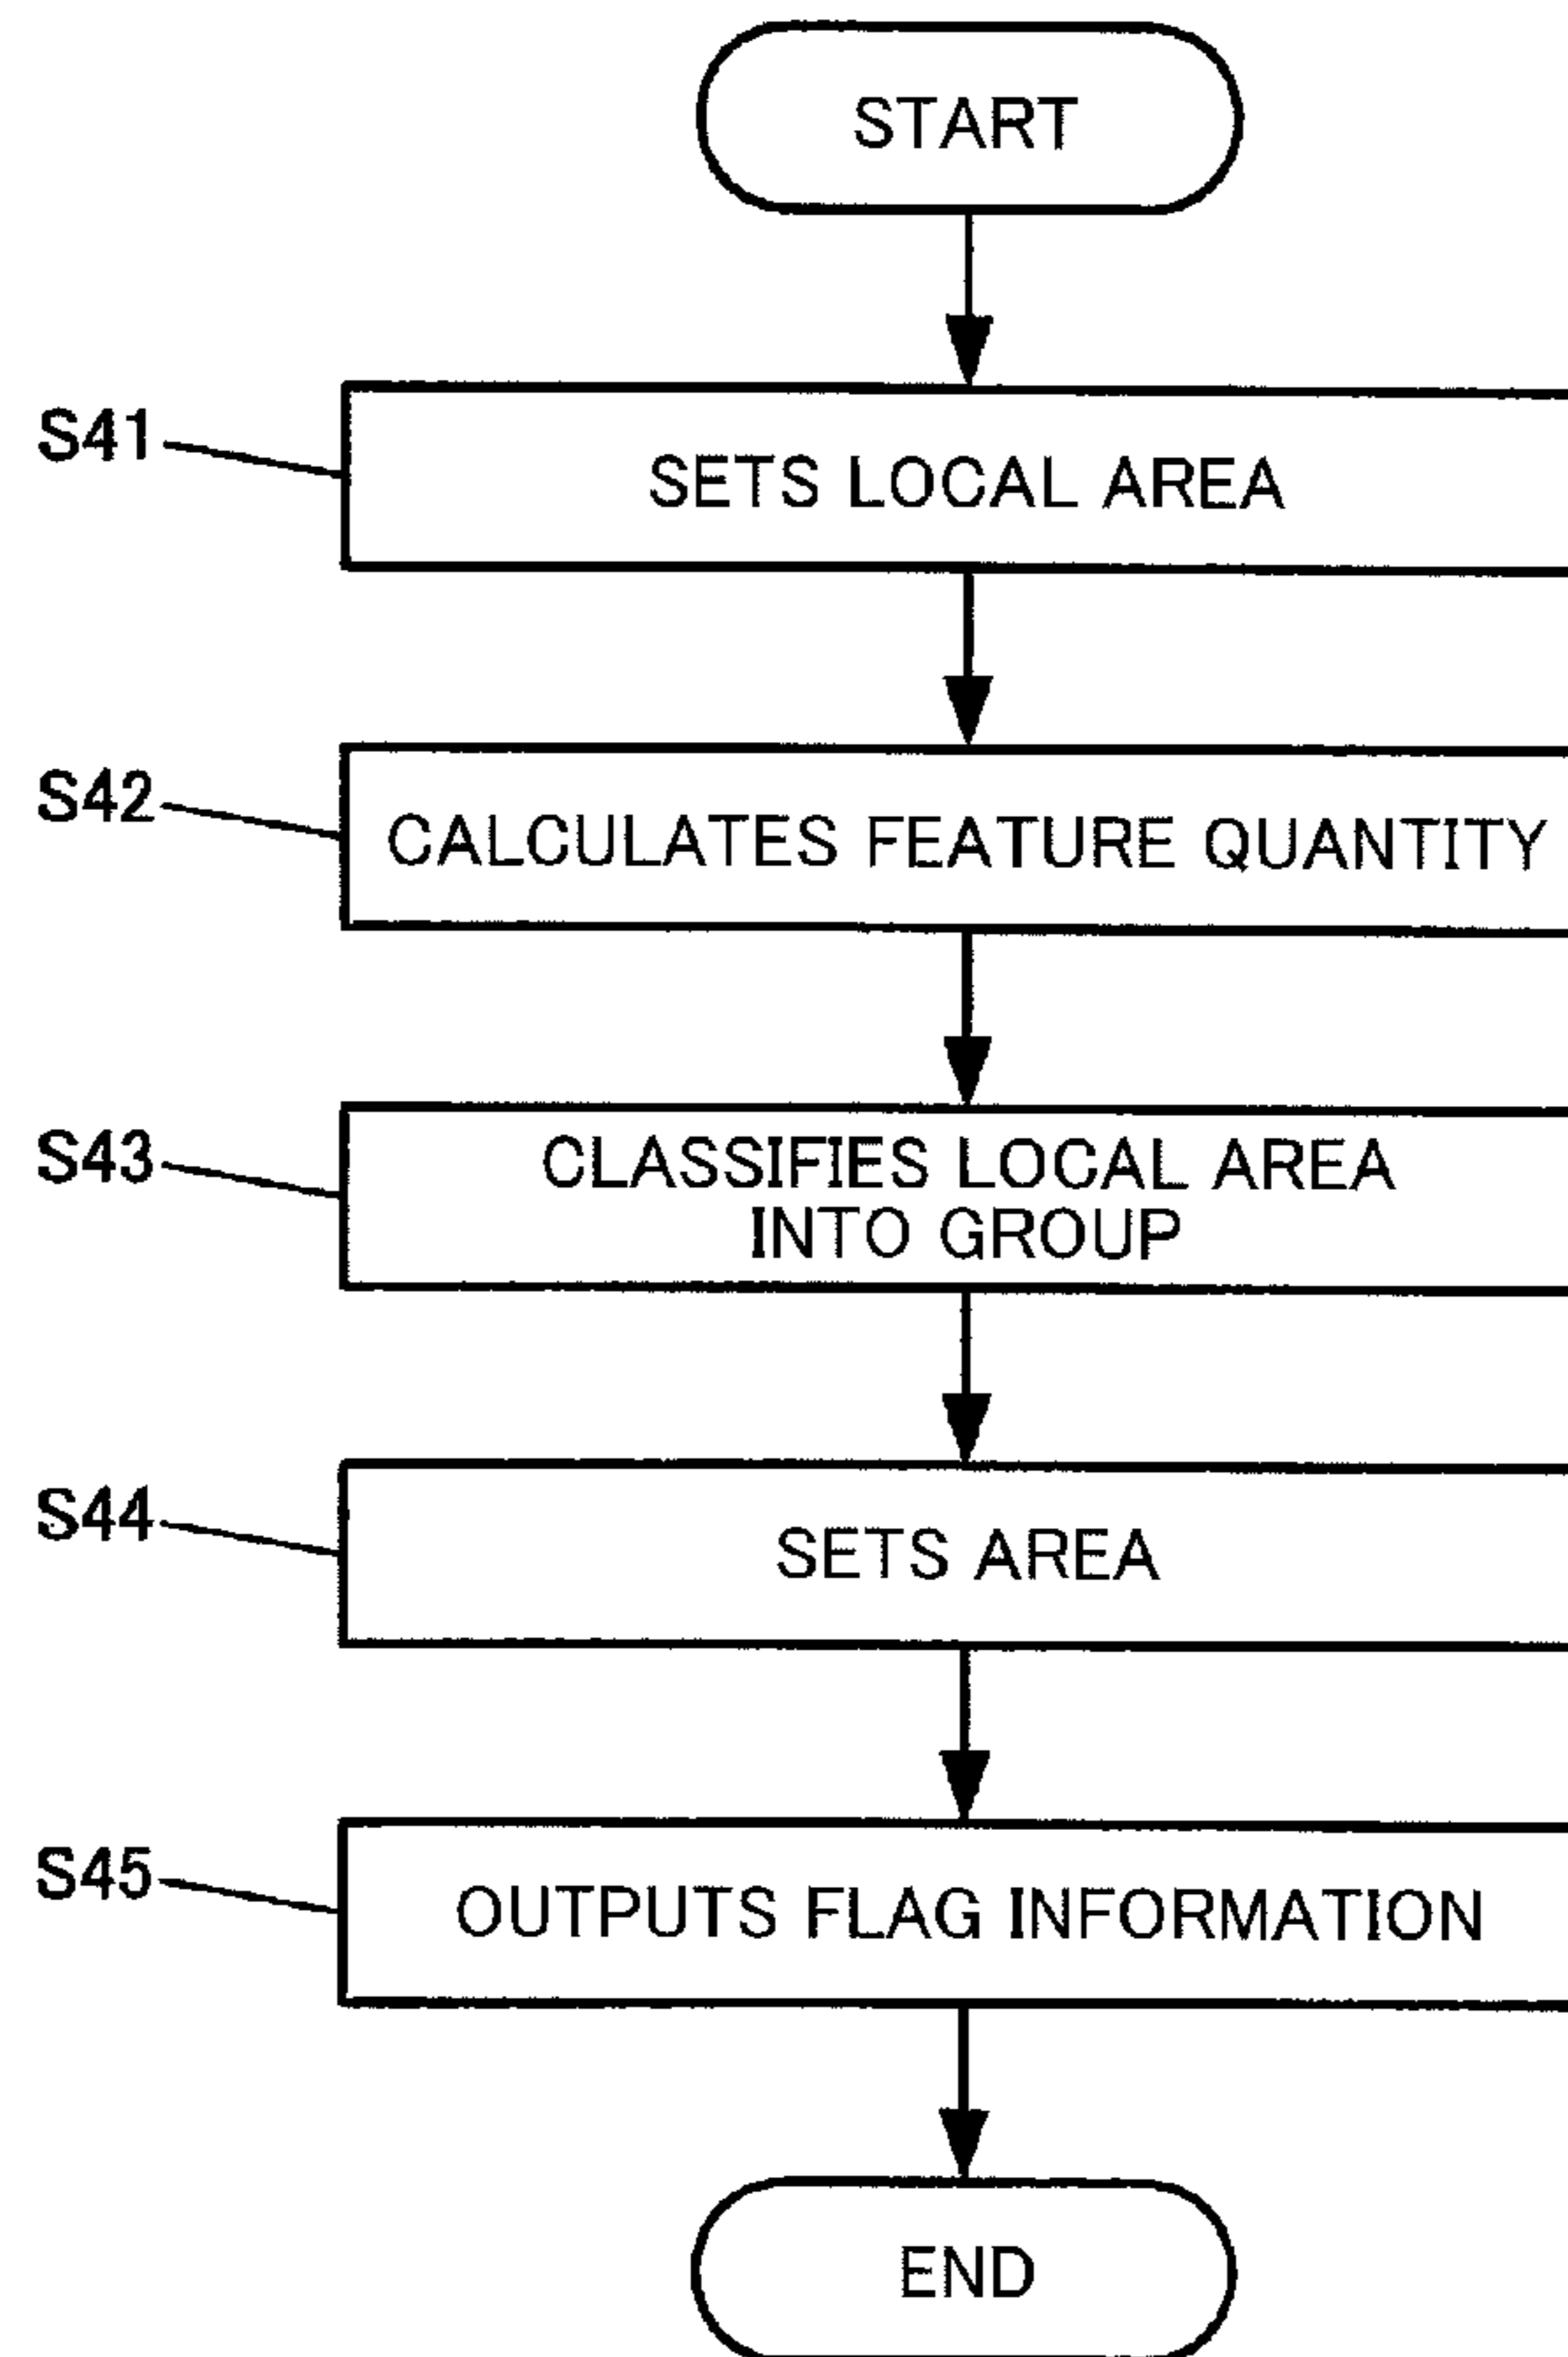 START
S41
SETS LOCAL AREA
S42
CALCULATES FEATURE QUANTITY
S43
CLASSIFIES LOCAL AREA
INTO GROUP
S44
SETS AREA
S45
OUTPUTS FLAG INFORMATION
END